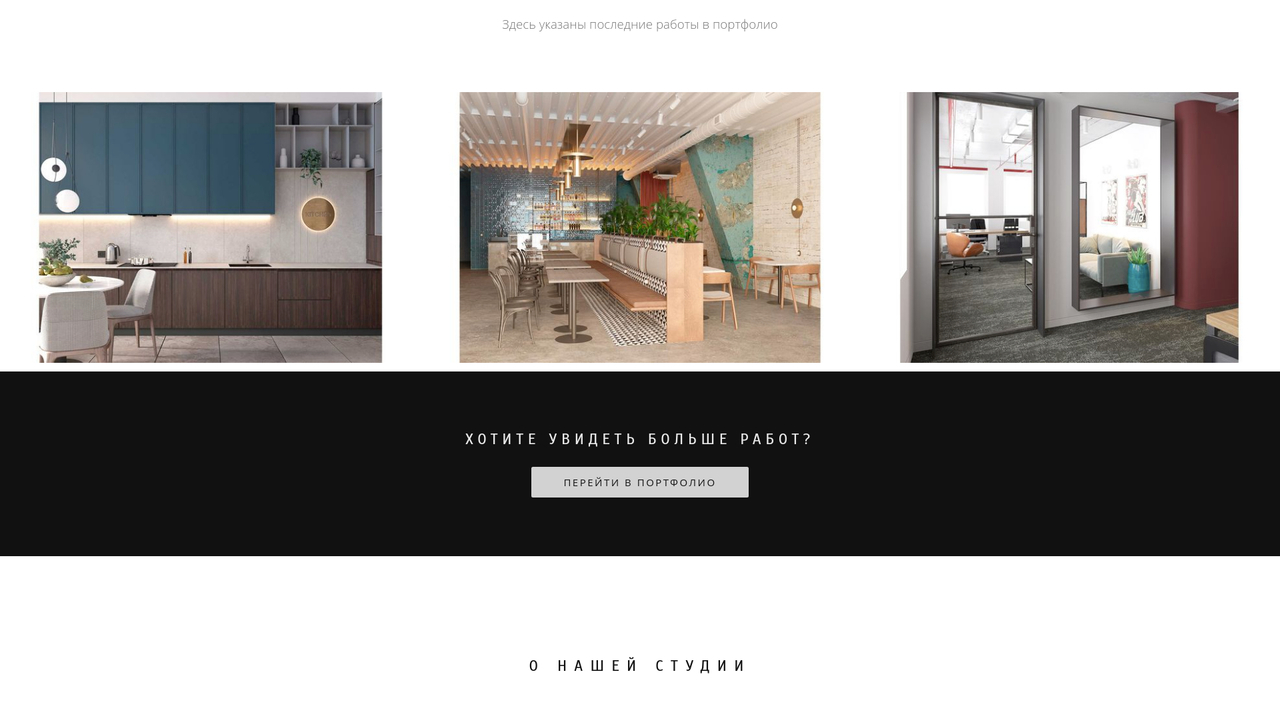 Здесь указаны последние работы в портфолио
ХОТИТЕ УВИДЕТЬ БОЛЬШЕ РАБОТ?
ПЕРЕЙТИ В ПОРТФОЛИО
О НАШЕЙ СТУДИИ